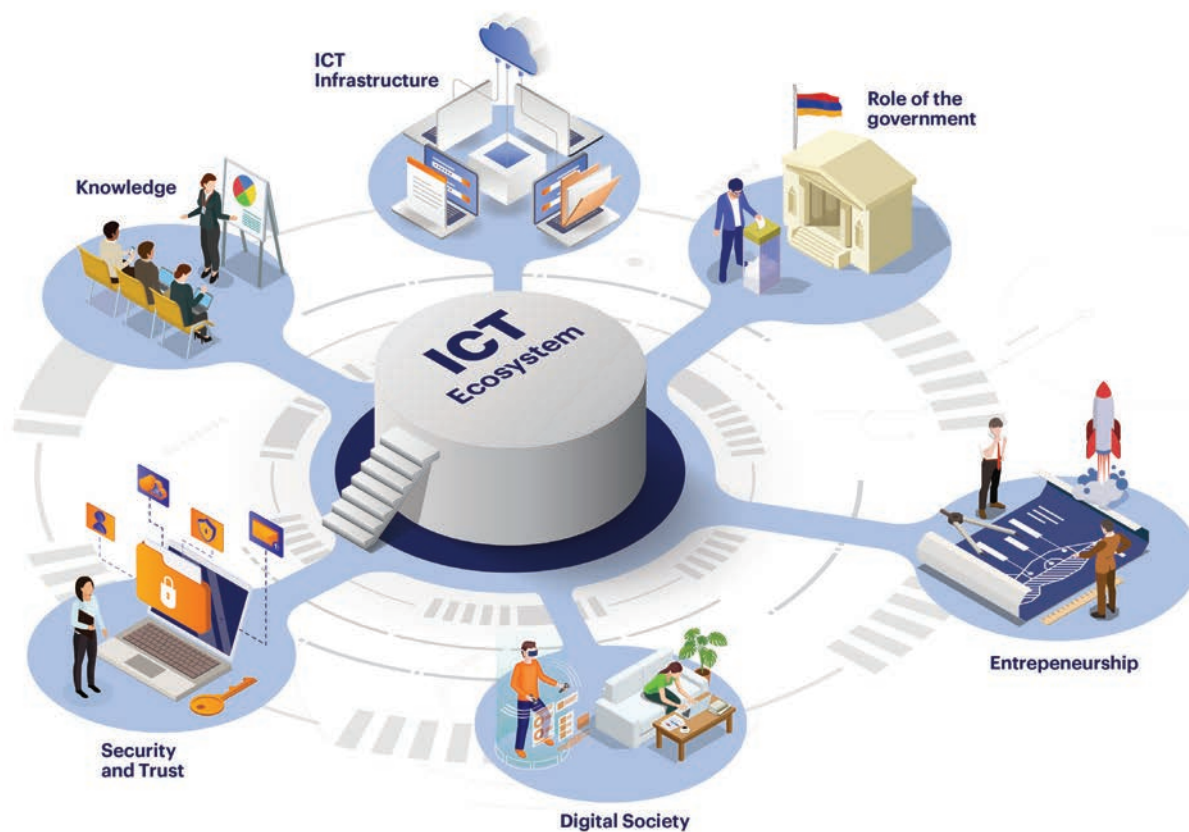 ICT
Infrastructure
Role of the
government
Knowledge
ICT
Ecosystem
Entrepeneurship
Security
and Trust
Digital Society